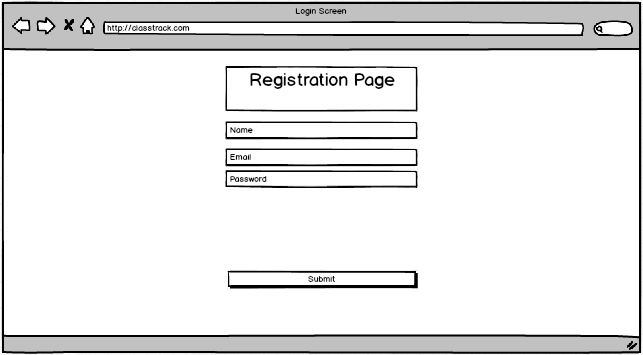 Login Screen
http://classtrack.com
Registration Page
Name
Email
Password
Submit